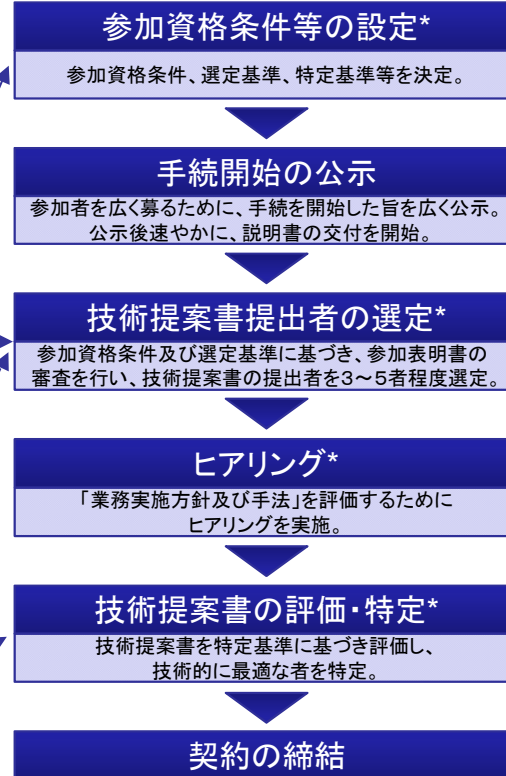 参加資格条件等の設定*
参加資格条件、選定基準、特定基準等を決定。
手続開始の公示
参加者を広く募るために、手続を開始した旨を広く公示。
公示後速やかに、説明書の交付を開始。
技術提案書提出者の選定*
参加資格条件及び選定基準に基づき、参加表明書の
審査を行い、技術提案書の提出者を3～5者程度選定。
ヒアリング*
「業務実施方針及び手法」を評価するために
ヒアリングを実施。
技術提案書の評価・特定*
技術提案書を特定基準に基づき評価し、
技術的に最適な者を特定。
契約の締結